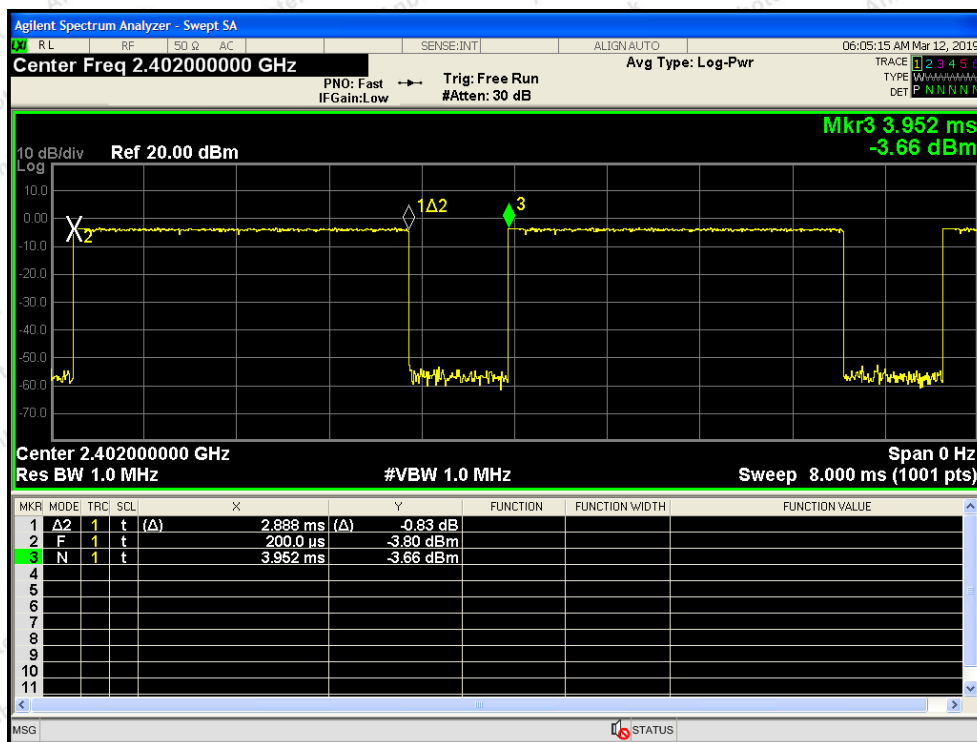 Agilent Spectrum Analyzer - Swept SA
LXI RL RF 50 Ω AC SENSE:INT ALIGN AUTO 06:05:15 AM Mar 12, 2019
Center Freq 2.402000000 GHz Avg Type: Log-Pwr TRACE 1 2 3 4 5 6
PNO: Fast Trig: Free Run TYPE
IFGain:Low #Atten: 30 dB DET P N N N N N
Mkr3 3.952 ms
10 dB/div Ref 20.00 dBm -3.66 dBm
Log
10.0
1Δ2 3
0.00
2
-10.0
-20.0
-30.0
-40.0
-50.0
-60.0
-70.0
Center 2.402000000 GHz Span 0 Hz
Res BW 1.0 MHz #VBW 1.0 MHz Sweep 8.000 ms (1001 pts)
MKR MODE TRC SCL X Y FUNCTION FUNCTION WIDTH FUNCTION VALUE
1 Δ2 1 t (Δ) 2.888 ms (Δ) -0.83 dB
2 F 1 t 200.0 µs -3.80 dBm
3 N 1 t 3.952 ms -3.66 dBm
4
5
6
7
8
9
10
11
MSG STATUS